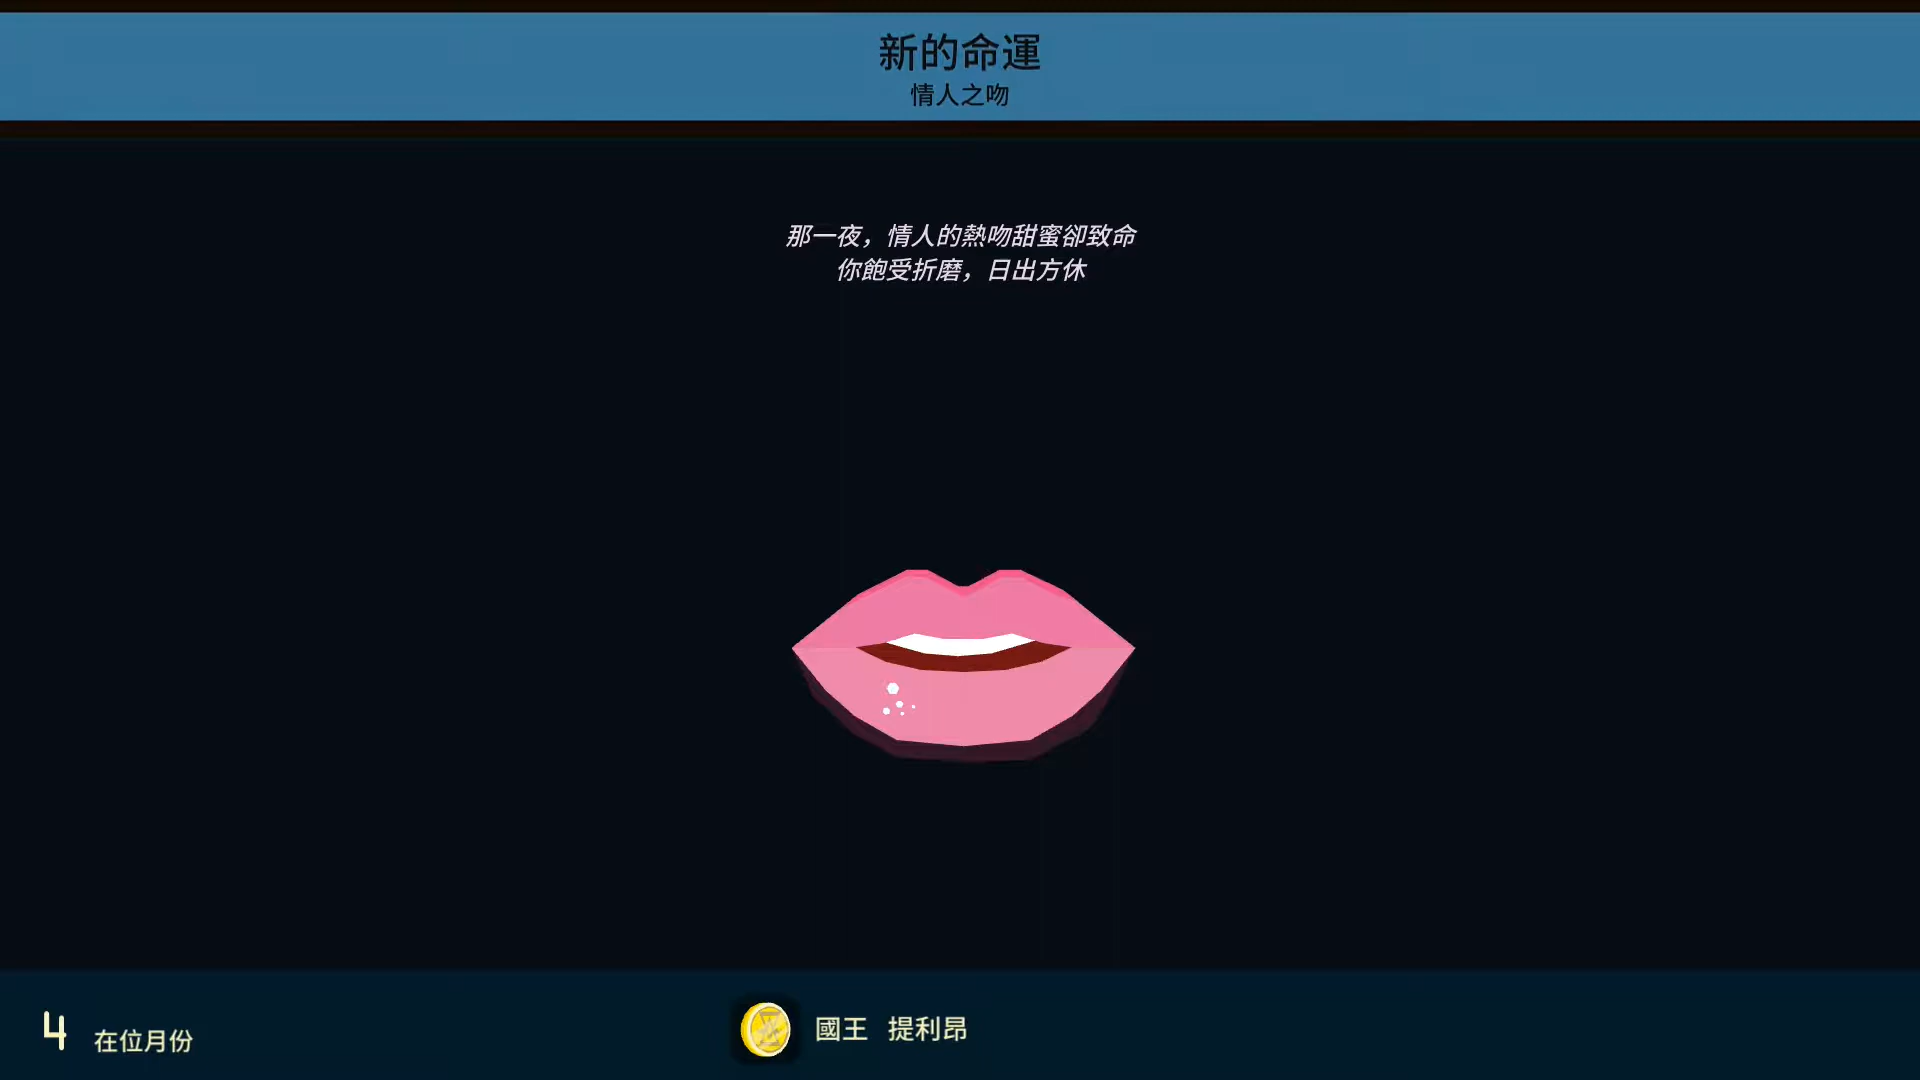 新的命運
情人之吻
那一夜，情人的熱吻甜蜜卻致命
你飽受折磨，日出方休
4 在位月份
國王 提利昂